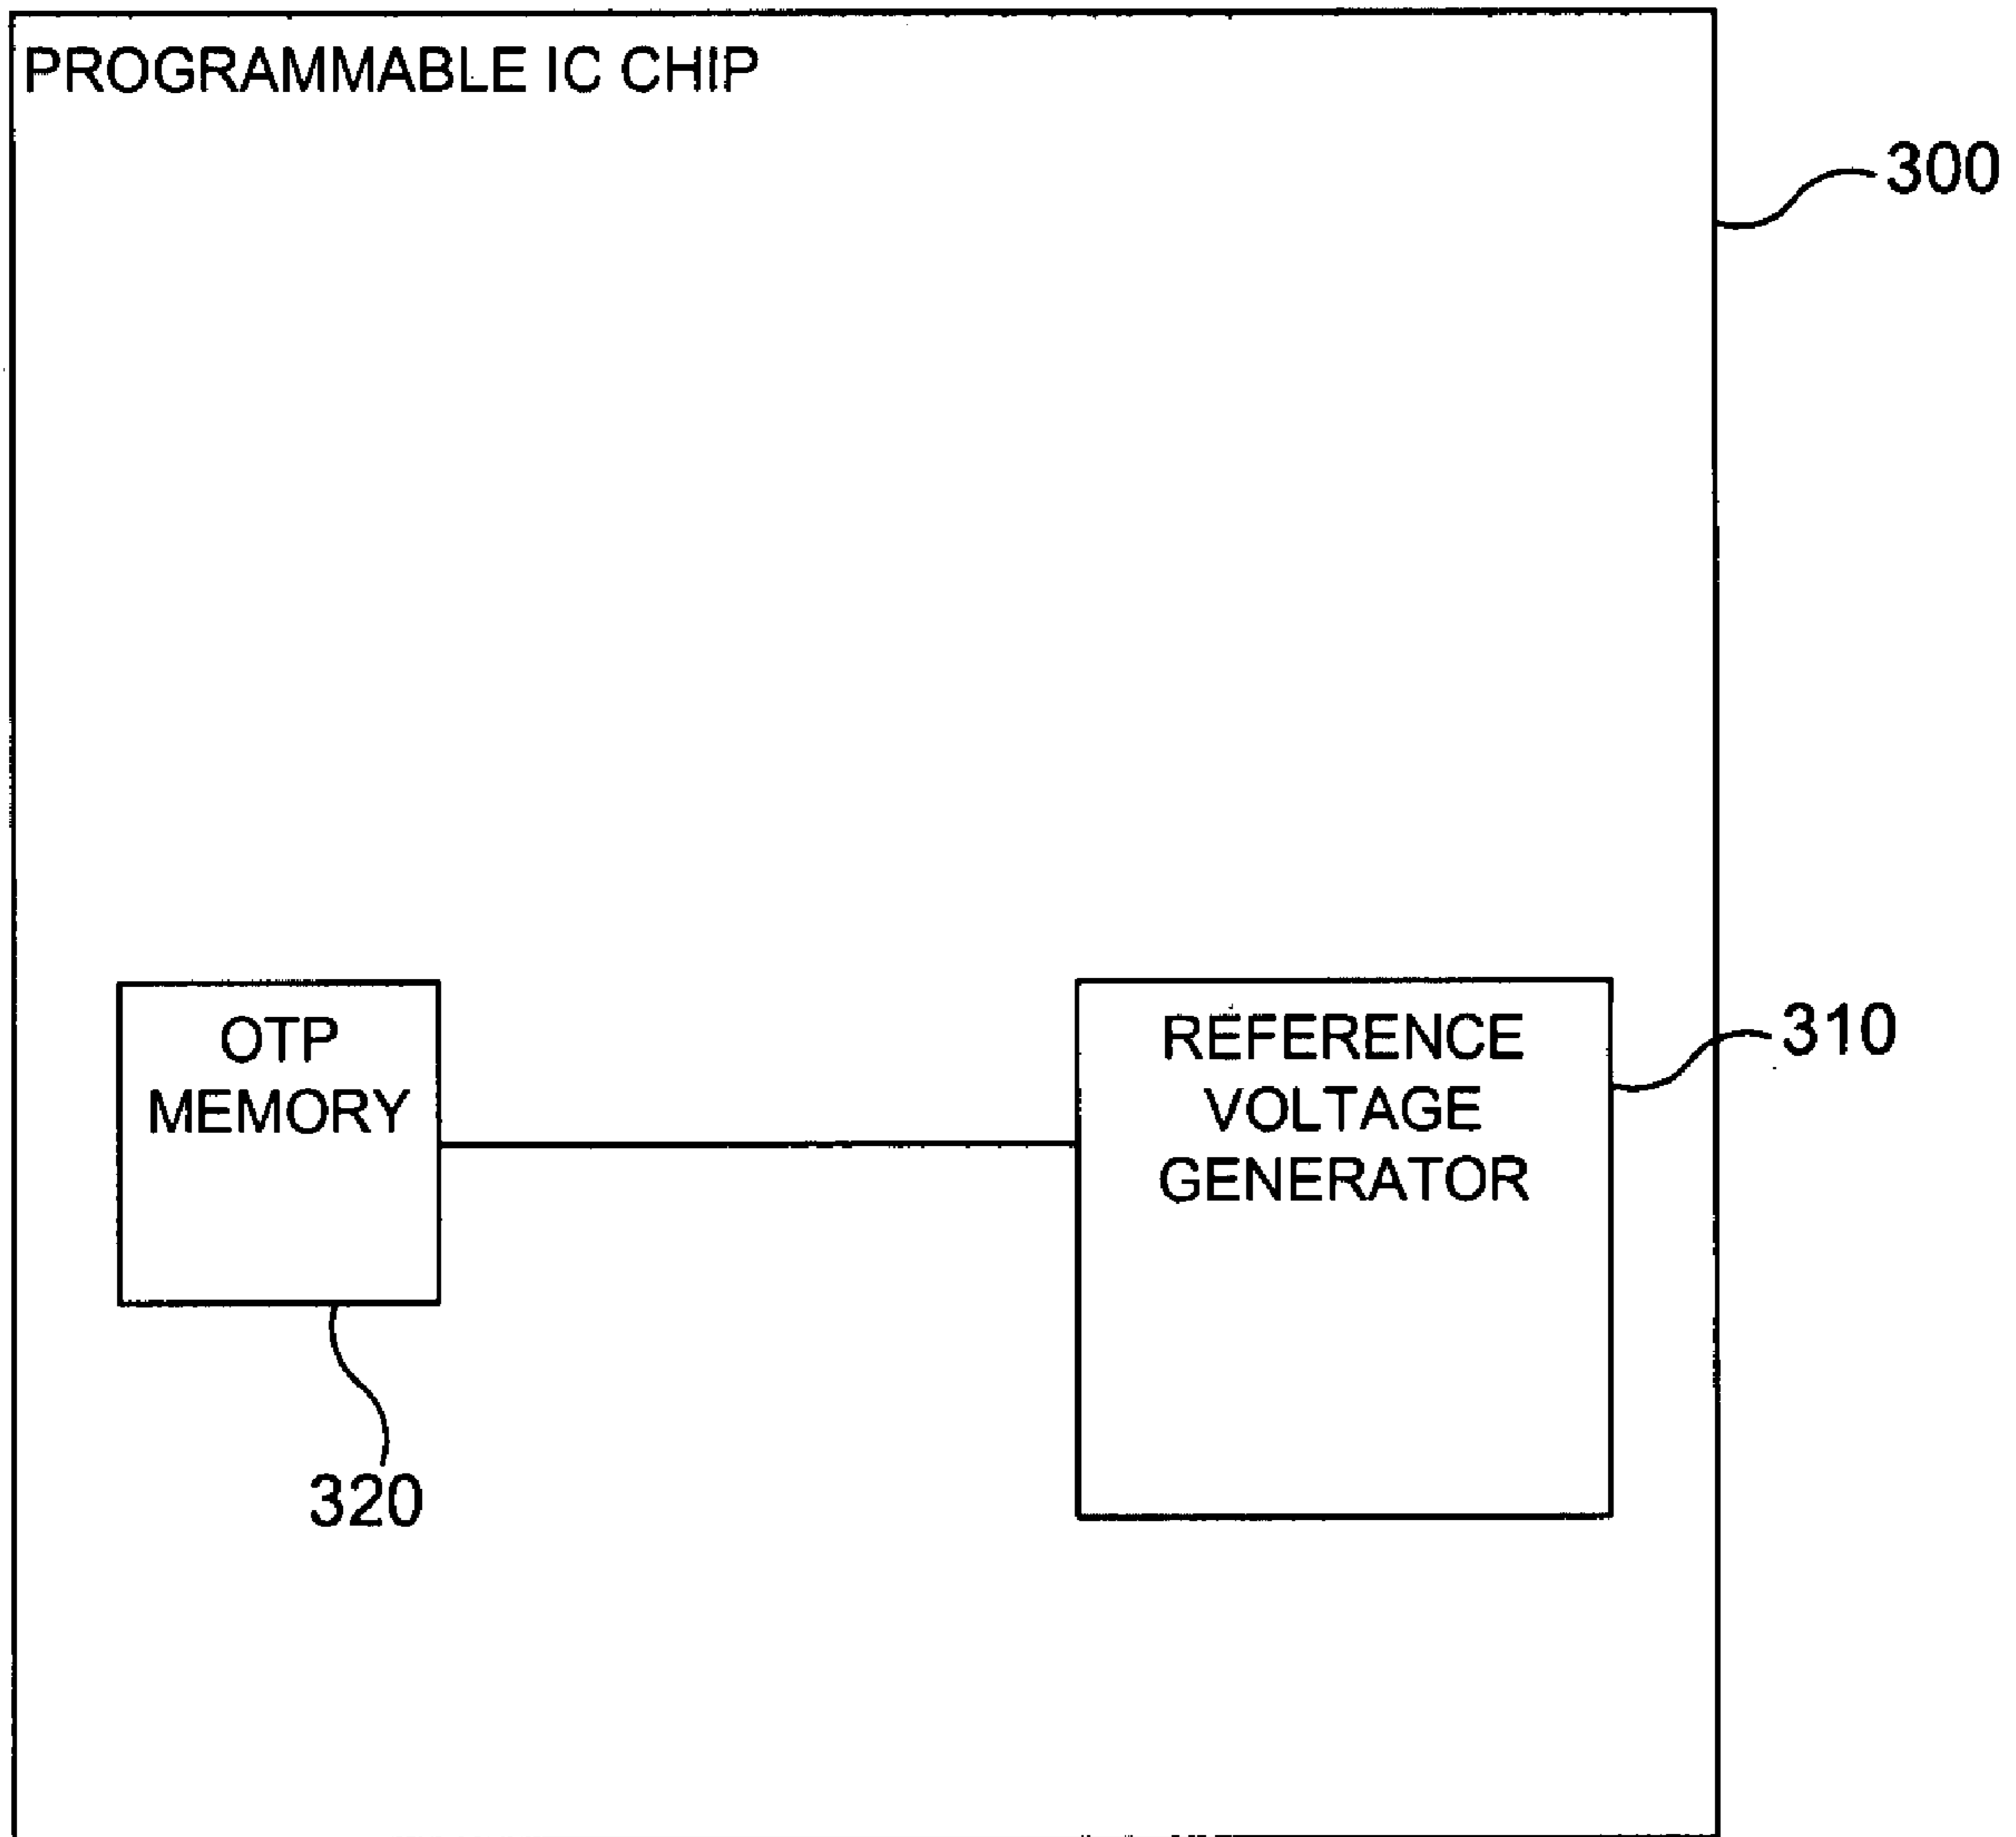 PROGRAMMABLE IC CHIP
300
OTP
MEMORY
REFERENCE
VOLTAGE
GENERATOR
310
320